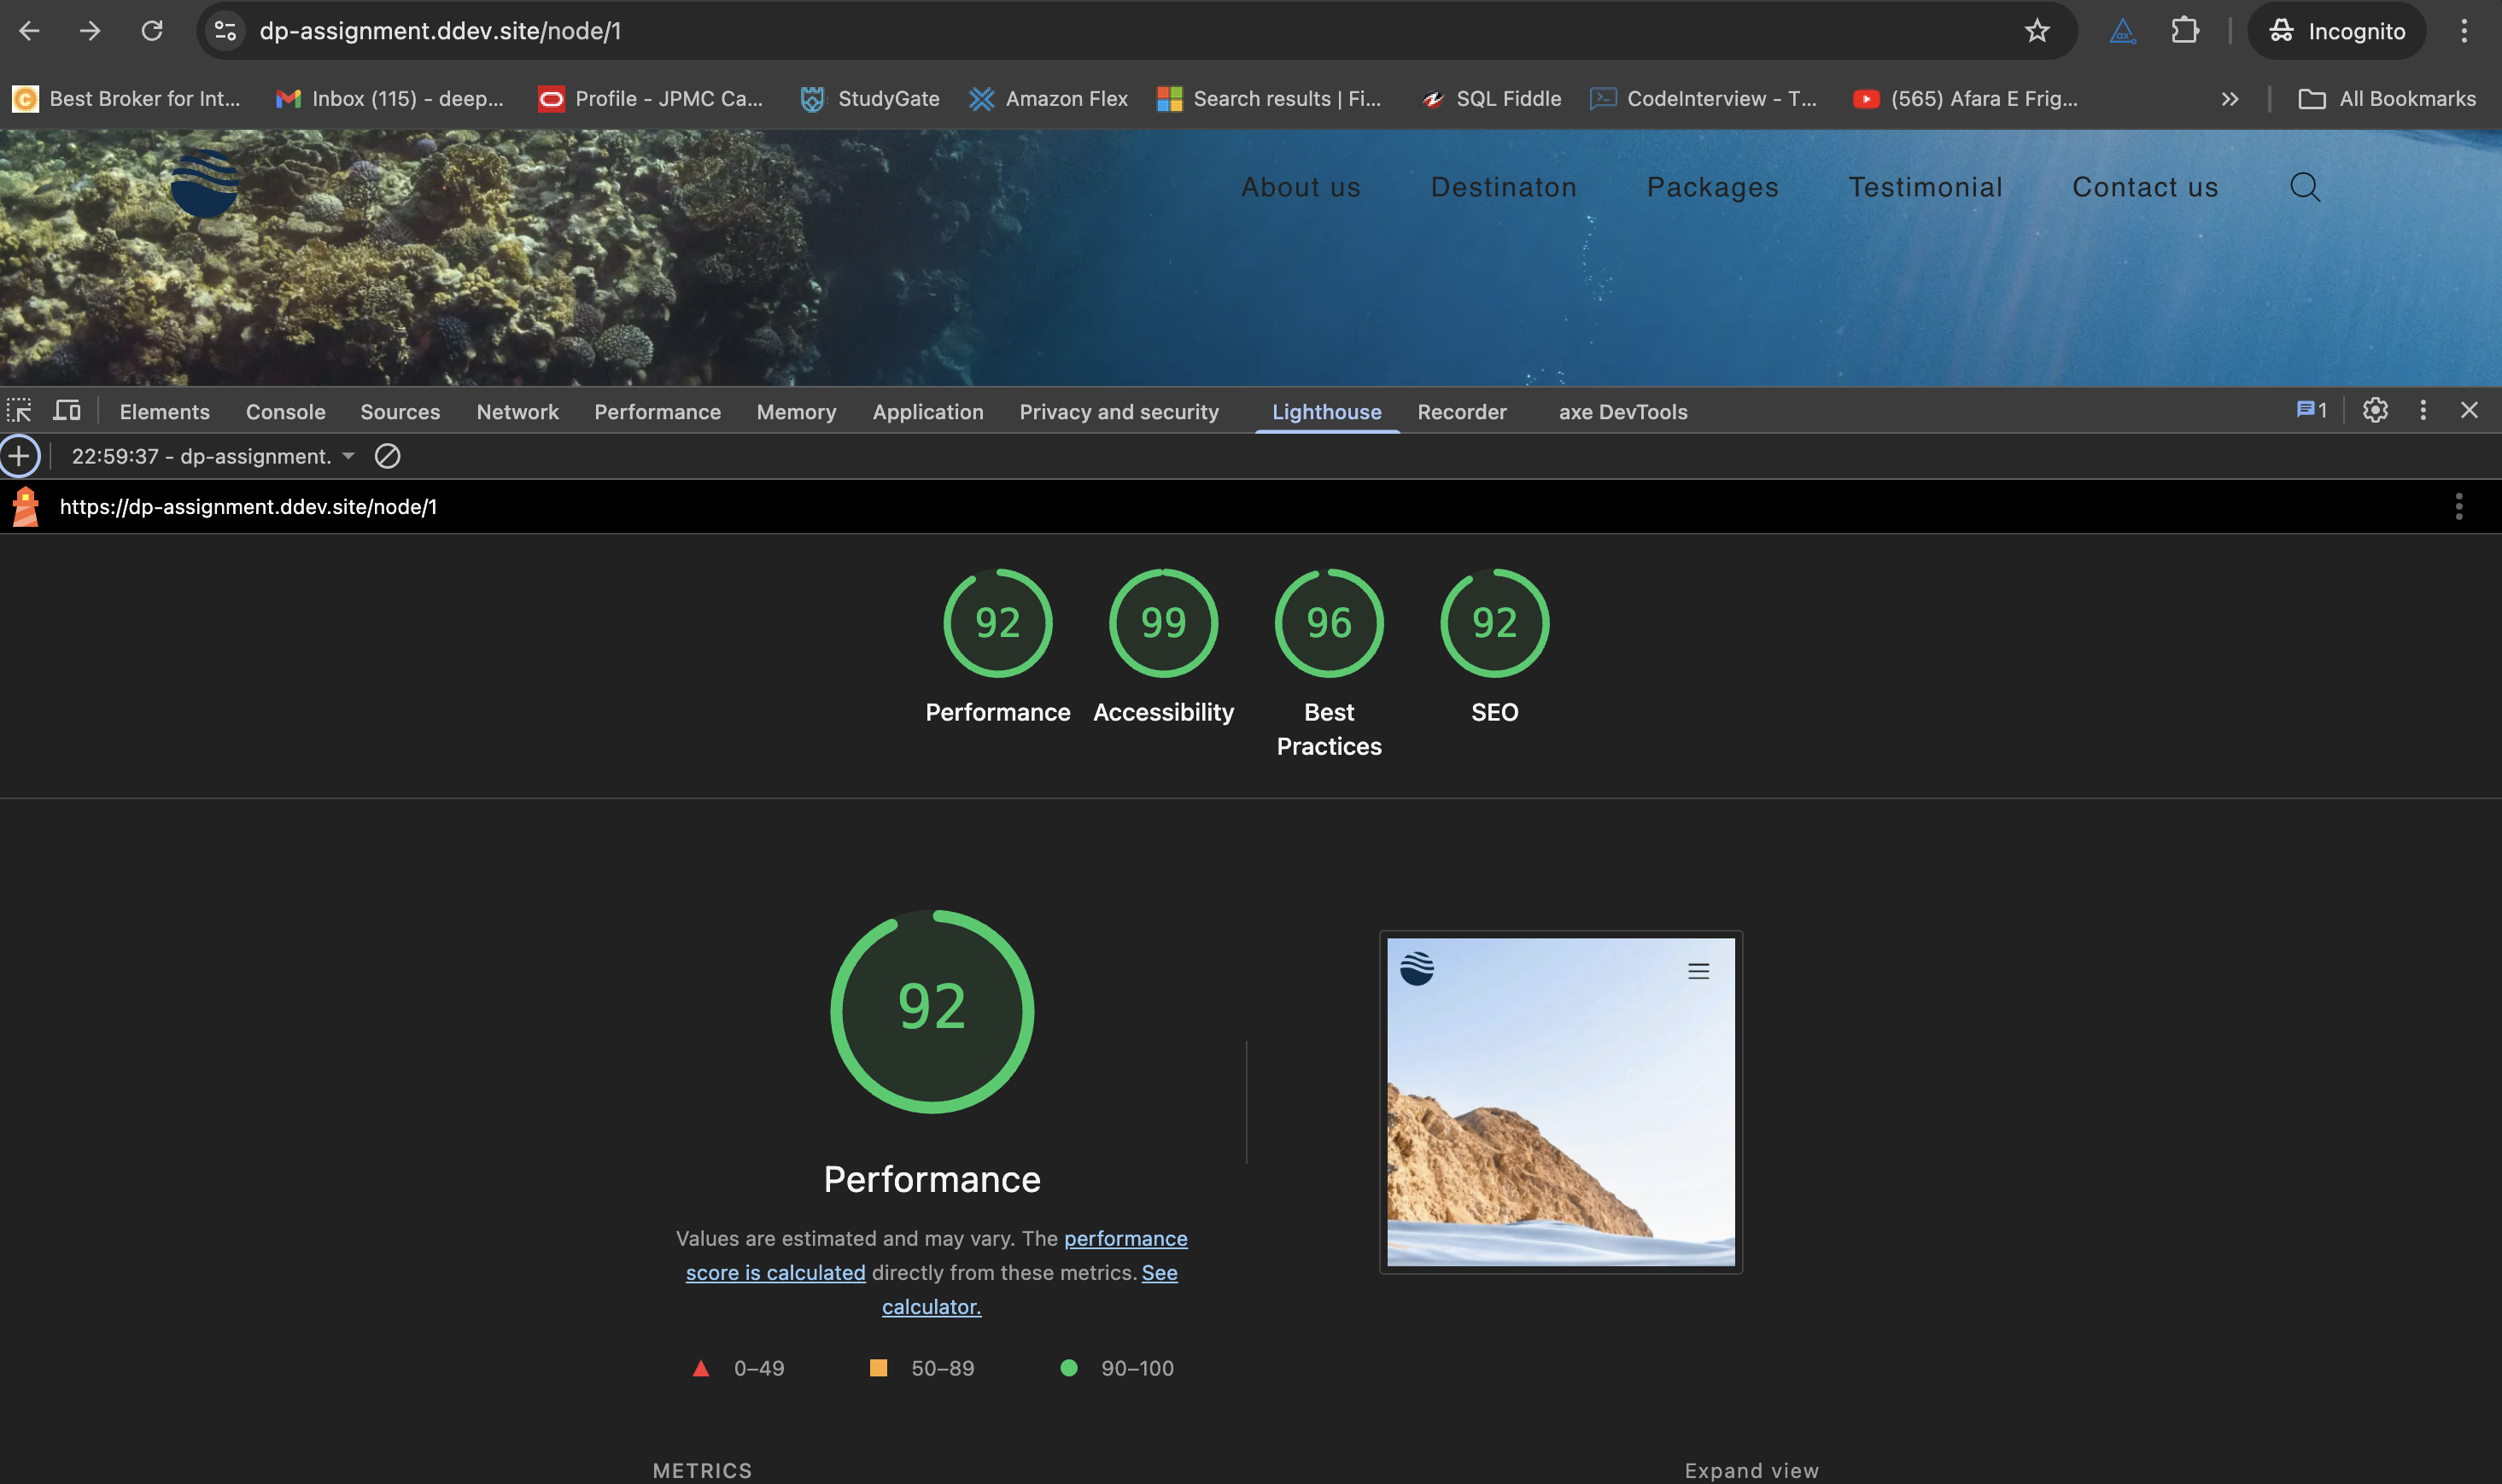 dp-assignment.ddev.site/node/1
Incognito
Best Broker for Int...
Inbox (115) - deep...
Profile - JPMC Ca...
StudyGate
Amazon Flex
Search results | Fi...
SQL Fiddle
CodeInterview - T...
(565) Afara E Frig...
All Bookmarks
About us
Destinaton
Packages
Testimonial
Contact us
Elements
Console
Sources
Network
Performance
Memory
Application
Privacy and security
Lighthouse
Recorder
axe DevTools
1
22:59:37 - dp-assignment.
https://dp-assignment.ddev.site/node/1
92
99
96
92
Performance
Accessibility
Best
Practices
SEO
92
Performance
Values are estimated and may vary. The performance
score is calculated directly from these metrics. See
calculator.
0–49
50–89
90–100
METRICS
Expand view